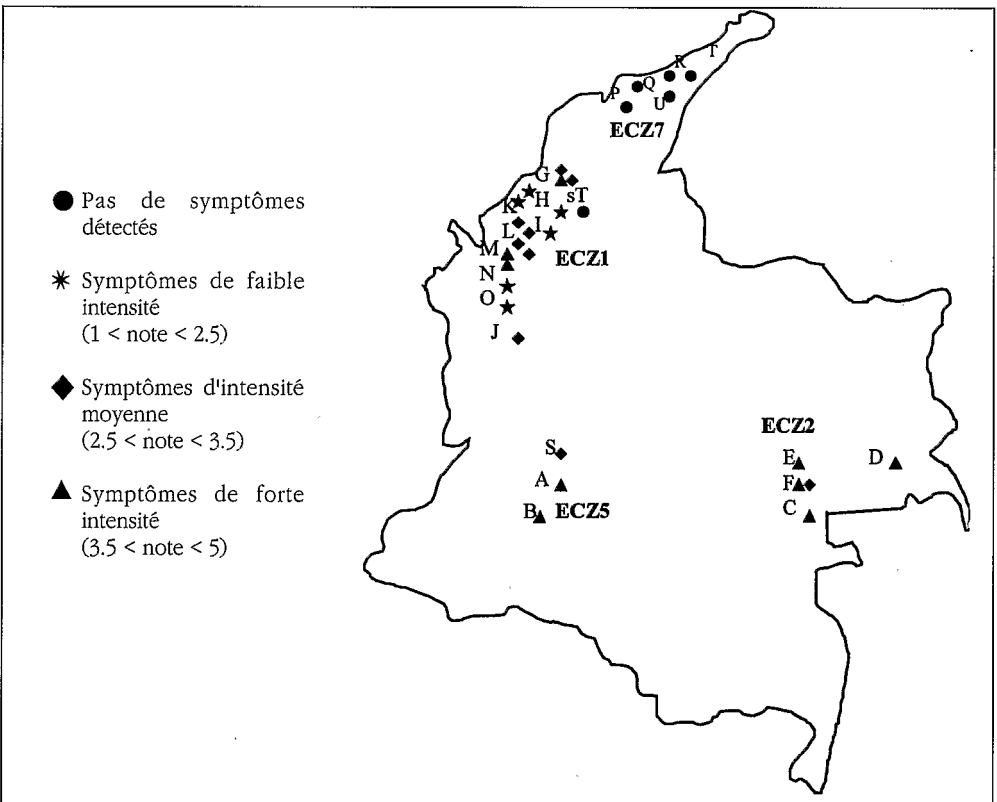 Pas de symptômes
détectés
Symptômes de faible
intensité
(1 < note < 2.5)
Symptômes d'intensité
moyenne
(2.5 < note < 3.5)
Symptômes de forte
intensité
(3.5 < note < 5)
T
R
Q
P
U
ECZ7
G
H
sT
K
I
L
ECZ1
M
N
O
J
ECZ2
S
E
D
A
F
B
ECZ5
C